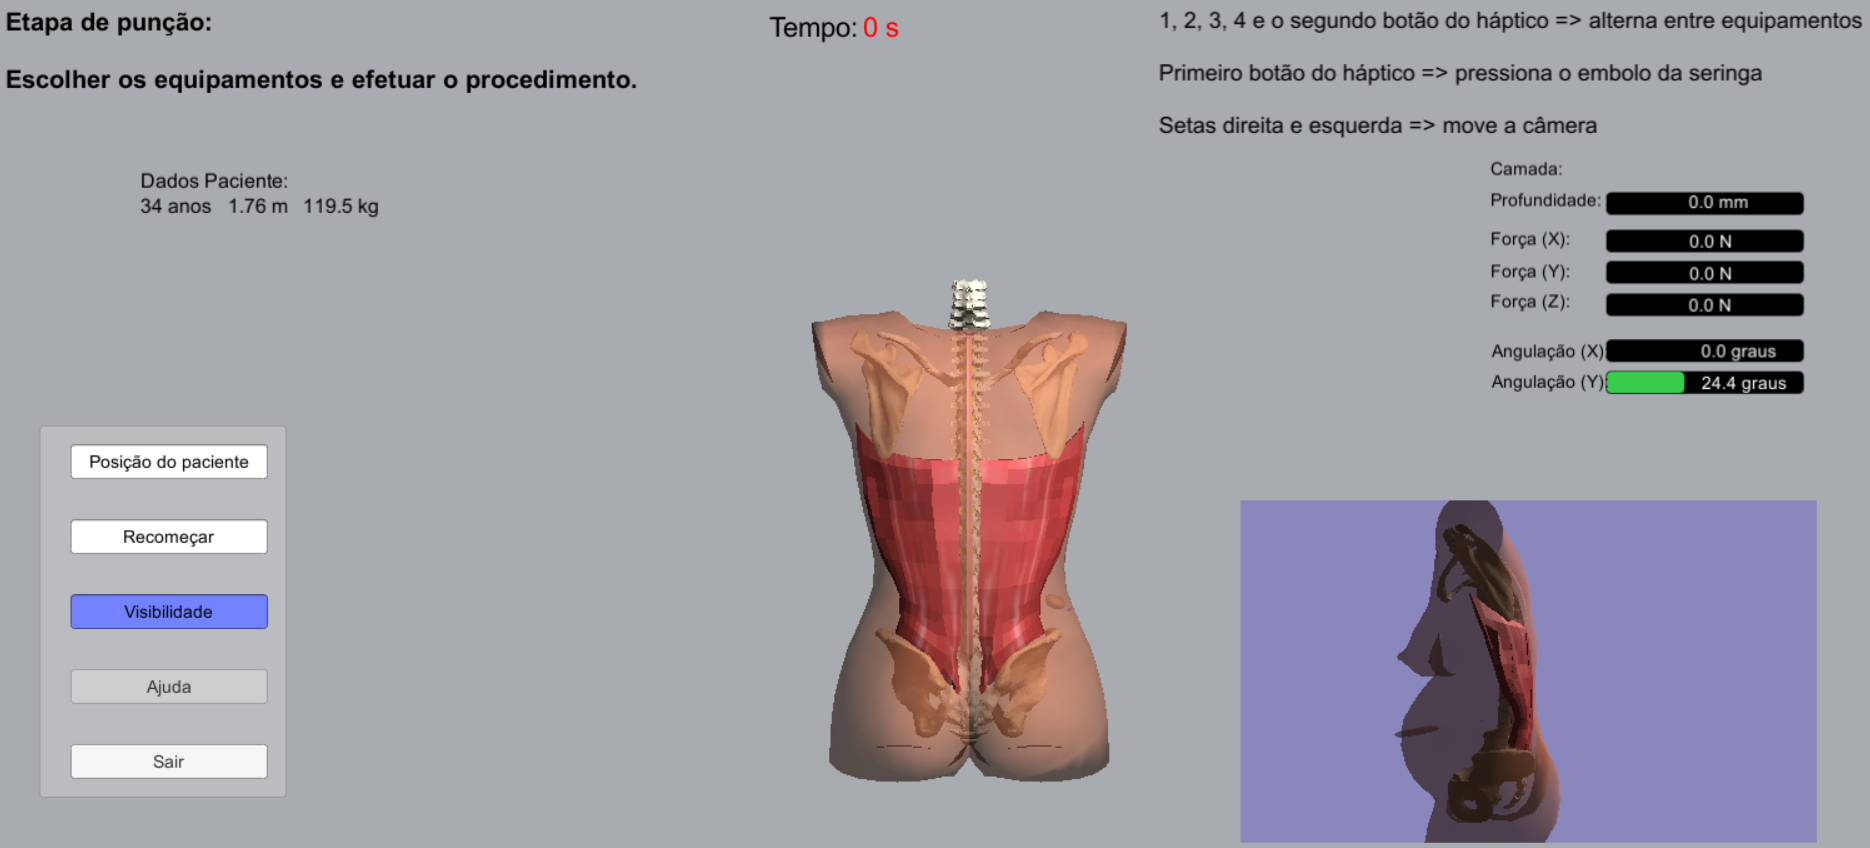 Etapa de punção:
Escolher os equipamentos e efetuar o procedimento.
Tempo: 0 s
1, 2, 3, 4 e o segundo botão do háptico => alterna entre equipamentos
Primeiro botão do háptico => pressiona o embolo da seringa
Setas direita e esquerda => move a câmera
Dados Paciente:
34 anos 1.76 m 119.5 kg
Camada:
Profundidade: 0.0 mm
Força (X): 0.0 N
Força (Y): 0.0 N
Força (Z): 0.0 N
Angulação (X) 0.0 graus
Angulação (Y) 24.4 graus
Posição do paciente
Recomeçar
Visibilidade
Ajuda
Sair